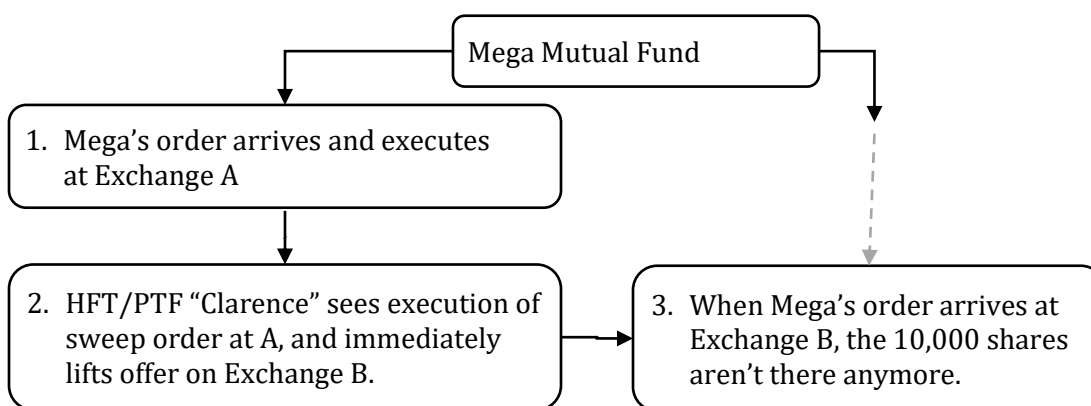 Mega Mutual Fund
1. Mega’s order arrives and executes
at Exchange A
2. HFT/PTF “Clarence” sees execution of
sweep order at A, and immediately
lifts offer on Exchange B.
3. When Mega’s order arrives at
Exchange B, the 10,000 shares
aren’t there anymore.